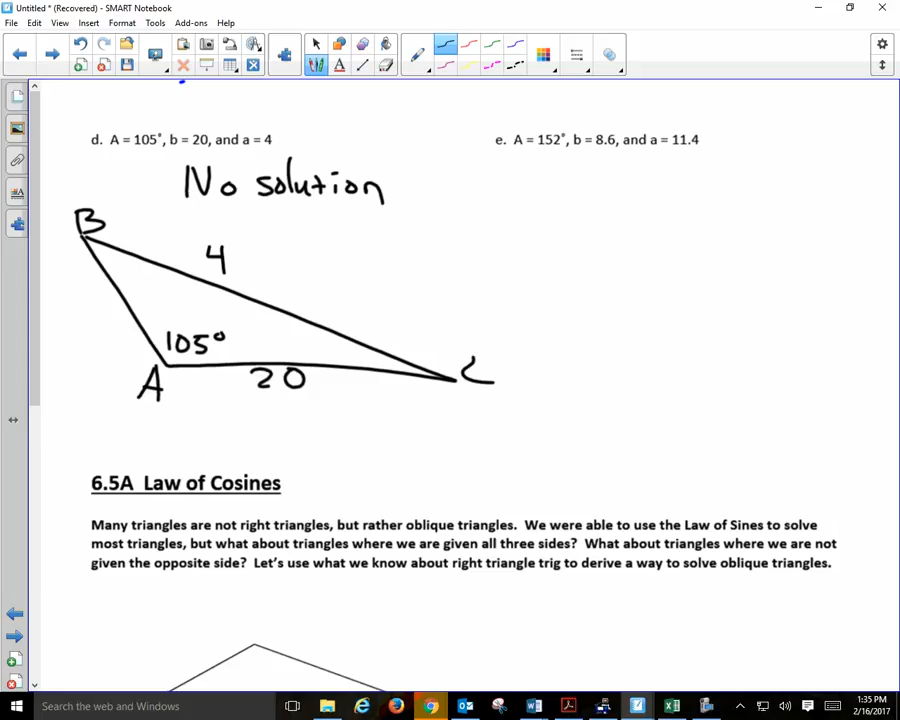 Untitled * (Recovered) - SMART Notebook
File Edit View Insert Format Tools Add-ons Help
d. A = 105°, b = 20, and a = 4
e. A = 152°, b = 8.6, and a = 11.4
No solution
B
4
105°
A
20
C
6.5A Law of Cosines
Many triangles are not right triangles, but rather oblique triangles. We were able to use the Law of Sines to solve
most triangles, but what about triangles where we are given all three sides? What about triangles where we are not
given the opposite side? Let's use what we know about right triangle trig to derive a way to solve oblique triangles.
Search the web and Windows
1:35 PM
2/16/2017